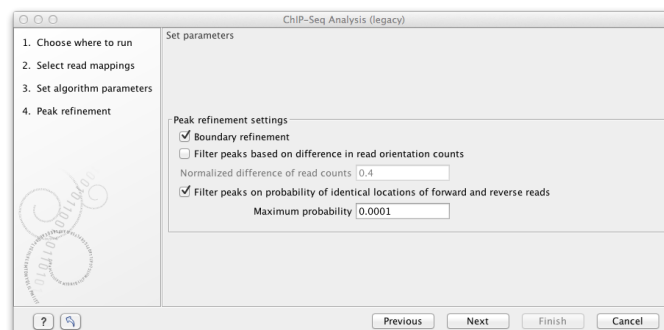 ChIP-Seq Analysis (legacy)
1. Choose where to run
2. Select read mappings
3. Set algorithm parameters
4. Peak refinement
Set parameters
Peak refinement settings
Boundary refinement
Filter peaks based on difference in read orientation counts
Normalized difference of read counts 0.4
Filter peaks on probability of identical locations of forward and reverse reads
Maximum probability 0.0001
? Previous Next Finish Cancel